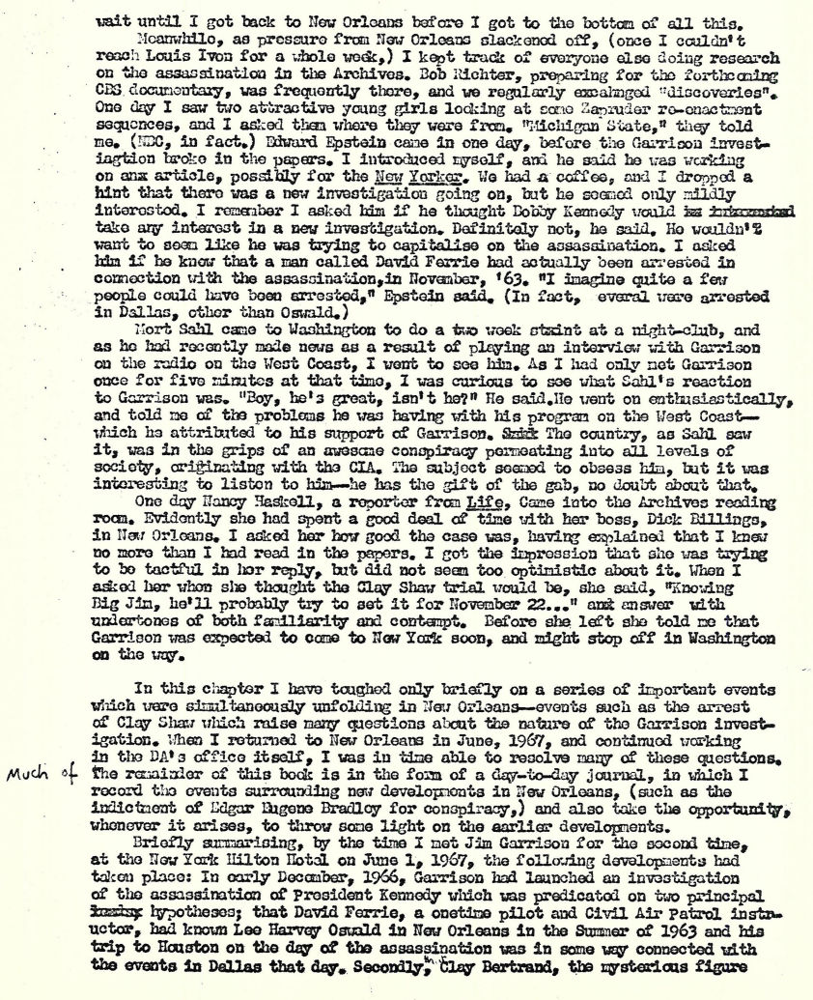 wait until I got back to New Orleans before I got to the bottom of all this.
Meanwhile, as pressure from New Orleans slackened off, (once I couldn't
reach Louis Ivon for a whole week,) I kept track of everyone else doing research
on the assassination in the Archives. Bob Richter, preparing for the forthcoming
CBS documentary, was frequently there, and we regularly excahnged "discoveries".
One day I saw two attractive young girls looking at some Zapruder re-enactment
sequences, and I asked them where they were from. "Michigan State," they told
me. (NBC, in fact.) Edward Epstein came in one day, before the Garrison invest-
iagtion broke in the papers. I introduced myself, and he said he was working
on anx article, possibly for the New Yorker. We had a coffee, and I dropped a
hint that there was a new investigation going on, but he seemed only mildly
interested. I remember I asked him if he thought Bobby Kennedy would be interested
take any interest in a new investigation. Definitely not, he said. He wouldn't
want to seem like he was trying to capitalise on the assassination. I asked
him if he knew that a man called David Ferrie had actually been arrested in
connection with the assassination,in November, '63. "I imagine quite a few
people could have been arrested," Epstein said. (In fact, everal were arrested
in Dallas, other than Oswald.)
Mort Sahl came to Washington to do a two week stnint at a night-club, and
as he had recently made news as a result of playing an interview with Garrison
on the radio on the West Coast, I went to see him. As I had only met Garrison
once for five minutes at that time, I was curious to see what Sahl's reaction
to Garrison was. "Boy, he's great, isn't he?" He said.He went on enthusiastically,
and told me of the problems he was having with his program on the West Coast—
which he attributed to his support of Garrison. The country, as Sahl saw
it, was in the grips of an awesome conspiracy permeating into all levels of
society, originating with the CIA. The subject seemed to obsess him, but it was
interesting to listen to him—he has the gift of the gab, no doubt about that.
One day Nancy Haskell, a reporter from Life, Came into the Archives reading
room. Evidently she had spent a good deal of time with her boss, Dick Billings,
in New Orleans. I asked her how good the case was, having explained that I knew
no more than I had read in the papers. I got the impression that she was trying
to be tactful in her reply, but did not seem too optimistic about it. When I
asked her when she thought the Clay Shaw trial would be, she said, "Knowing
Big Jim, he'll probably try to set it for November 22..." anx answer with
undertones of both familiarity and contempt. Before she left she told me that
Garrison was expected to come to New York soon, and might stop off in Washington
on the way.
In this chapter I have toughed only briefly on a series of important events
which were simultaneously unfolding in New Orleans—events such as the arrest
of Clay Shaw which raise many questions about the nature of the Garrison invest-
igation. When I returned to New Orleans in June, 1967, and continued working
in the DA's office itself, I was in time able to resolve many of these questions.
Much of The remainder of this book is in the form of a day-to-day journal, in which I
record the events surrounding new developments in New Orleans, (such as the
indictment of Edgar Eugene Bradley for conspiracy,) and also take the opportunity,
whenever it arises, to throw some light on the earlier developments.
Briefly summarising, by the time I met Jim Garrison for the second time,
at the New York Hilton Hotel on June 1, 1967, the following developments had
taken place: In early December, 1966, Garrison had launched an investigation
of the assassination of President Kennedy which was predicated on two principal
hypotheses; that David Ferrie, a onetime pilot and Civil Air Patrol instr-
uctor, had known Lee Harvey Oswald in New Orleans in the Summer of 1963 and his
trip to Houston on the day of the assassination was in some way connected with
the events in Dallas that day. Secondly, Clay Bertrand, the mysterious figure